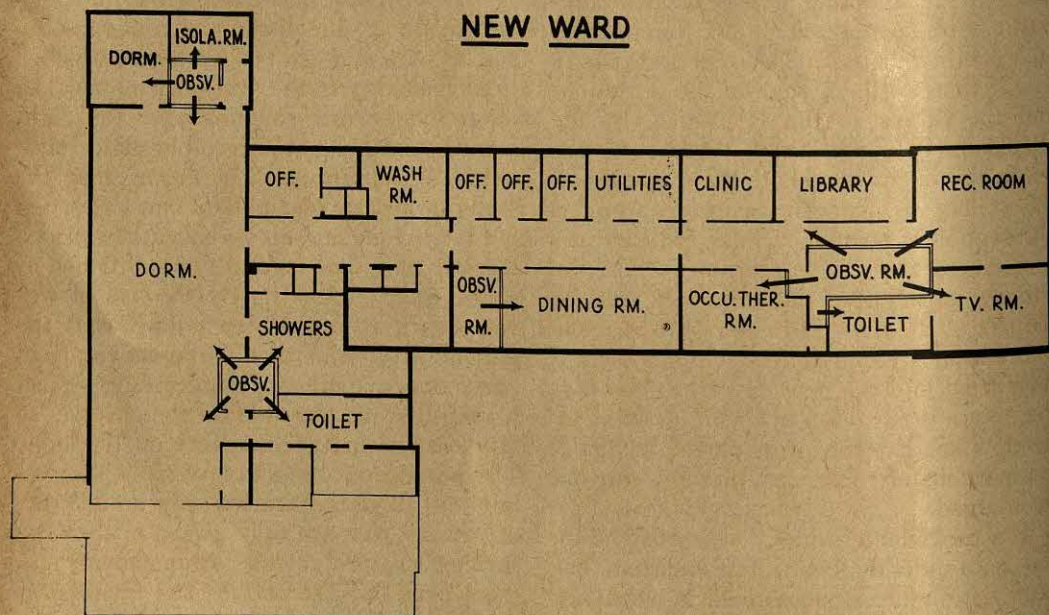 NEW WARD
ISOLA. RM.
DORM.
OBSV.
OFF.
WASH
RM.
OFF.
OFF.
OFF.
UTILITIES
CLINIC
LIBRARY
REC. ROOM
DORM.
OBSV.
RM.
DINING RM.
OCCU. THER.
RM.
OBSV. RM.
TOILET
TV. RM.
SHOWERS
OBSV.
TOILET